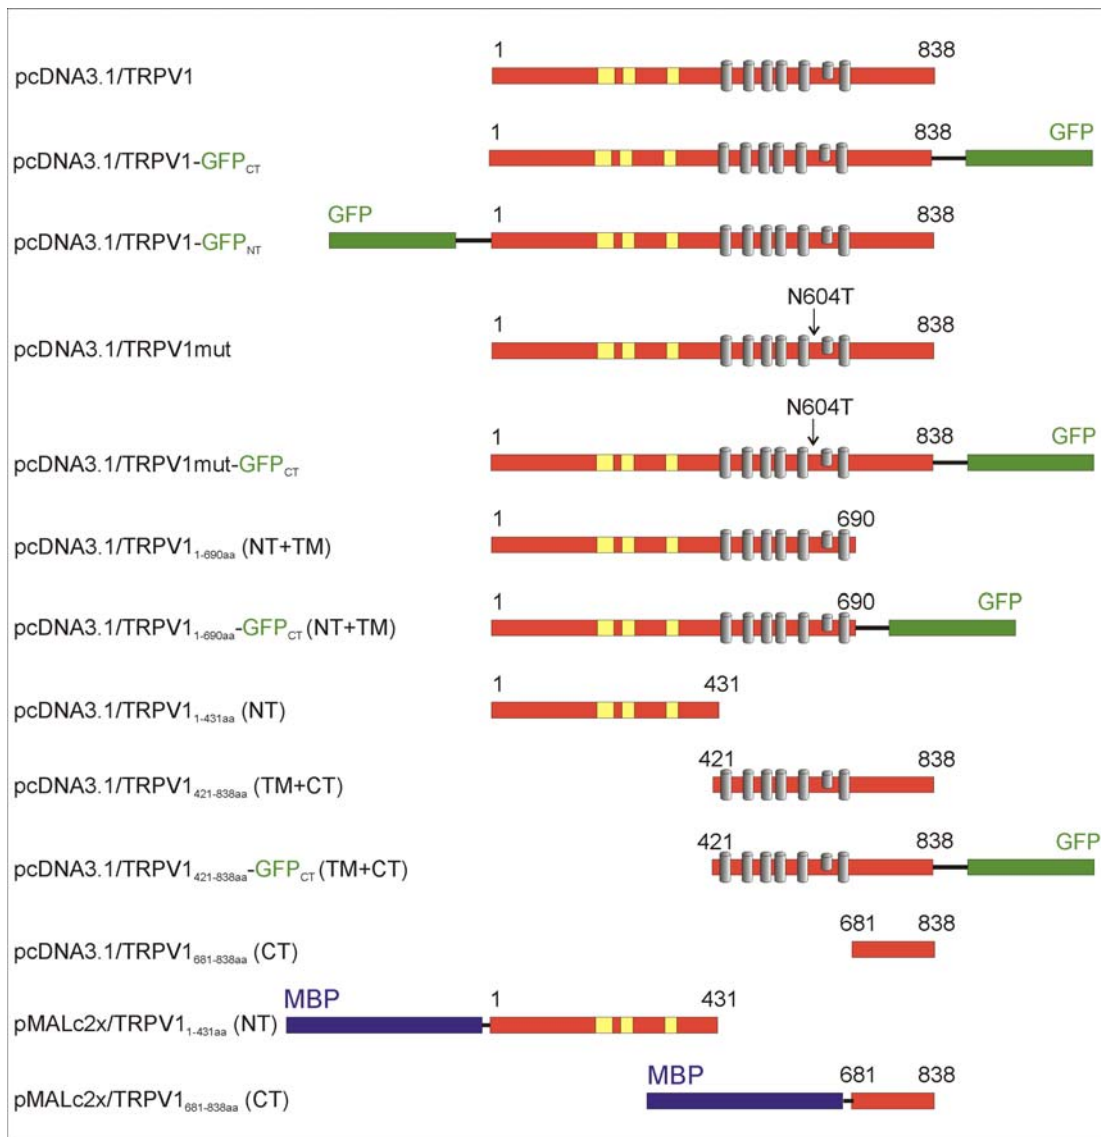 1 838
pcDNA3.1/TRPV1
1 838 GFP
pcDNA3.1/TRPV1-GFPCT
GFP 1 838
pcDNA3.1/TRPV1-GFPNT
N604T
1 838
pcDNA3.1/TRPV1mut
N604T
1 838 GFP
pcDNA3.1/TRPV1mut-GFPCT
1 690
pcDNA3.1/TRPV11-690aa (NT+TM)
1 690 GFP
pcDNA3.1/TRPV11-690aa-GFPCT (NT+TM)
1 431
pcDNA3.1/TRPV11-431aa (NT)
421 838
pcDNA3.1/TRPV1421-838aa (TM+CT)
421 838 GFP
pcDNA3.1/TRPV1421-838aa-GFPCT (TM+CT)
681 838
pcDNA3.1/TRPV1681-838aa (CT)
MBP 1 431
pMALc2x/TRPV11-431aa (NT)
MBP 681 838
pMALc2x/TRPV1681-838aa (CT)